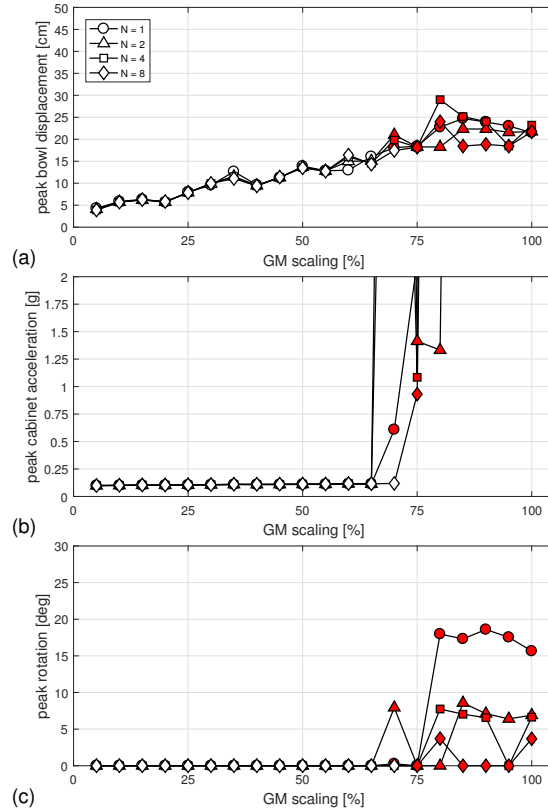 50
45
40
35
30
25
20
15
10
5
0
peak bowl displacement [cm]
N = 1
N = 2
N = 4
N = 8
0 25 50 75 100
GM scaling [%]
(a)
2
1.75
1.5
1.25
1
0.75
0.5
0.25
0
peak cabinet acceleration [g]
0 25 50 75 100
GM scaling [%]
(b)
30
25
20
15
10
5
0
peak rotation [deg]
0 25 50 75 100
GM scaling [%]
(c)